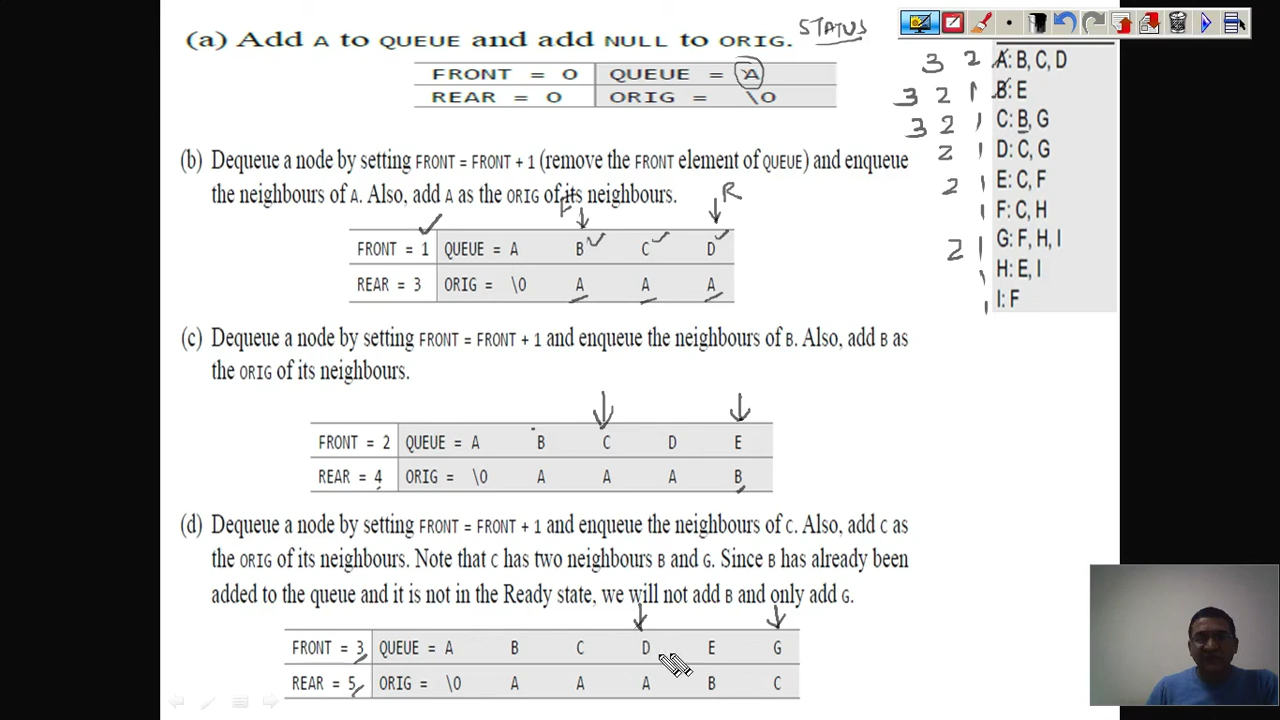 (a) Add A to QUEUE and add NULL to ORIG.
STATUS
FRONT = 0 QUEUE = A
REAR = 0 ORIG = \0
(b) Dequeue a node by setting FRONT = FRONT + 1 (remove the FRONT element of QUEUE) and enqueue
the neighbours of A. Also, add A as the ORIG of its neighbours.
F R
FRONT = 1 QUEUE = A B C D
REAR = 3 ORIG = \0 A A A
(c) Dequeue a node by setting FRONT = FRONT + 1 and enqueue the neighbours of B. Also, add B as
the ORIG of its neighbours.
FRONT = 2 QUEUE = A B C D E
REAR = 4 ORIG = \0 A A A B
(d) Dequeue a node by setting FRONT = FRONT + 1 and enqueue the neighbours of C. Also, add C as
the ORIG of its neighbours. Note that C has two neighbours B and G. Since B has already been
added to the queue and it is not in the Ready state, we will not add B and only add G.
FRONT = 3 QUEUE = A B C D E G
REAR = 5 ORIG = \0 A A A B C
3 2 A: B, C, D
3 2 1 B: E
3 2 1 C: B, G
2 1 D: C, G
2 1 E: C, F
1 F: C, H
2 1 G: F, H, I
1 H: E, I
1 I: F